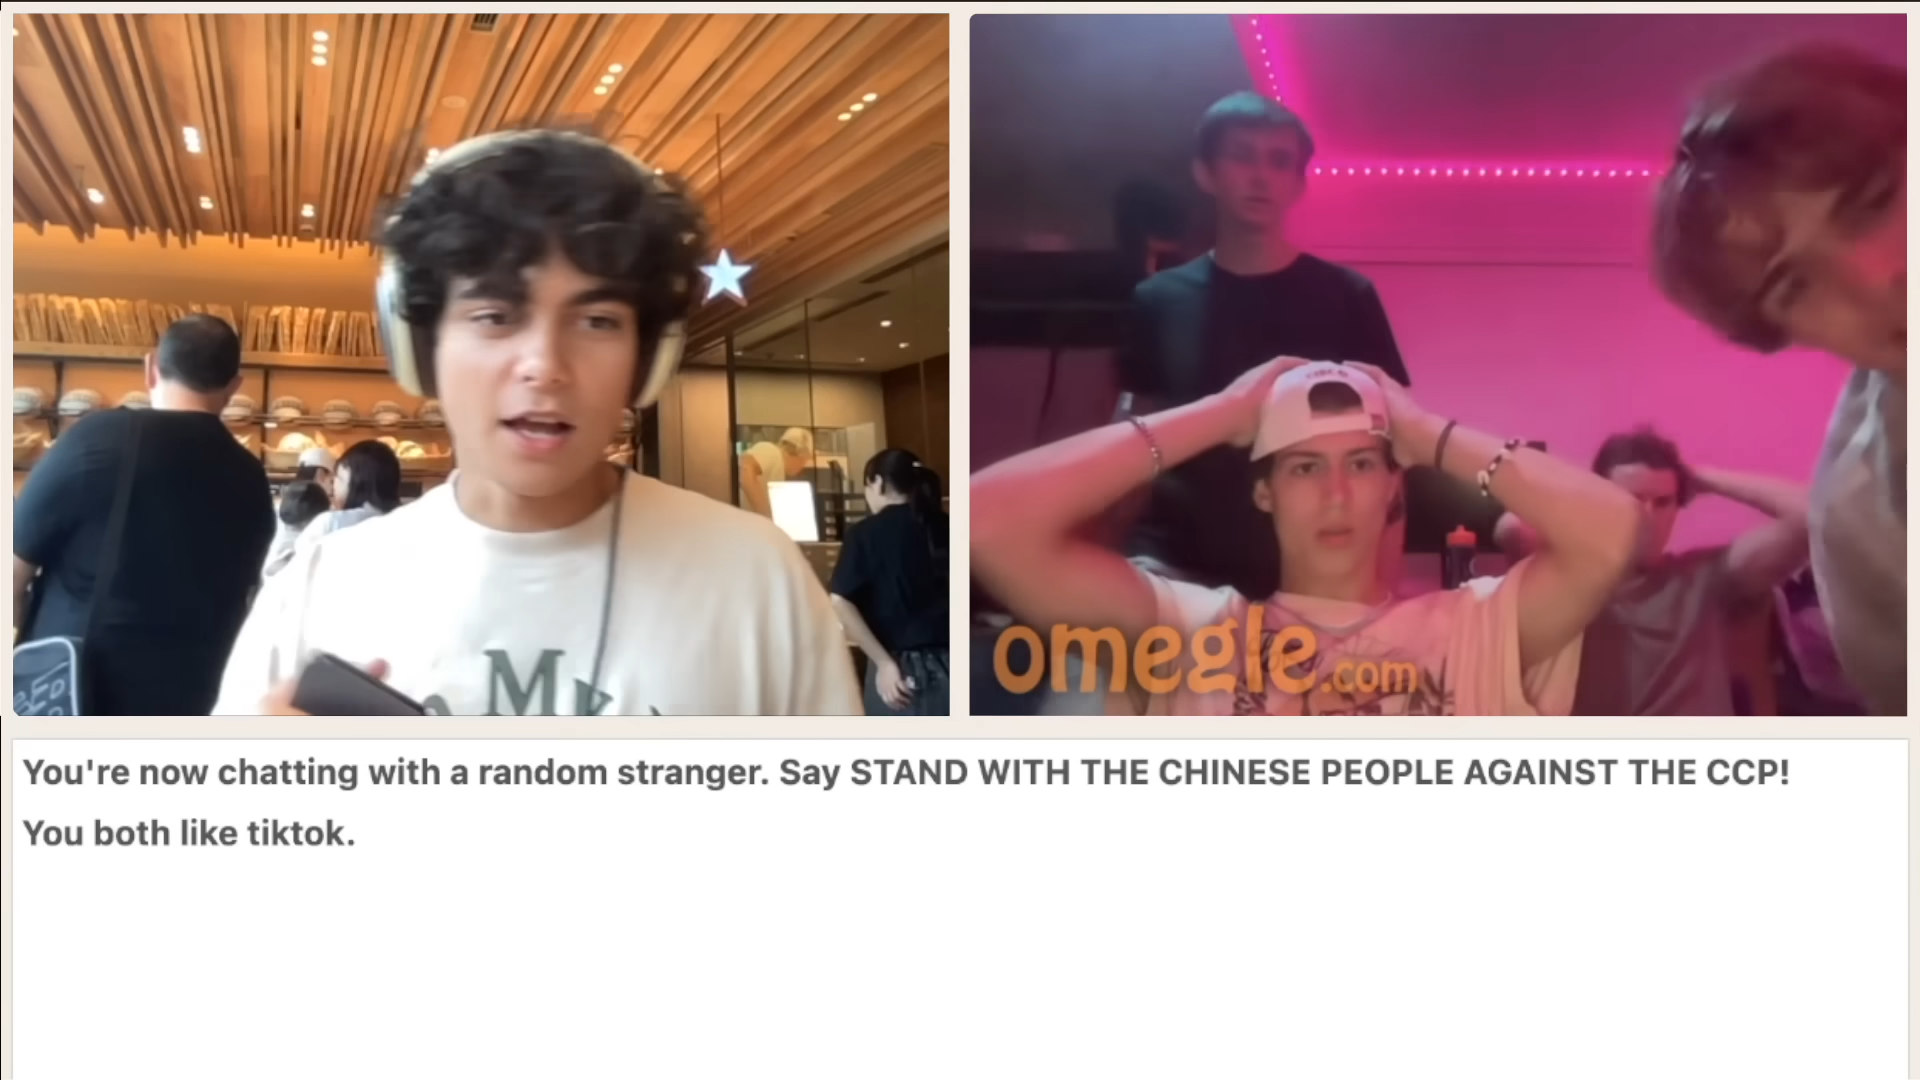 omegle.com
You're now chatting with a random stranger. Say STAND WITH THE CHINESE PEOPLE AGAINST THE CCP!
You both like tiktok.